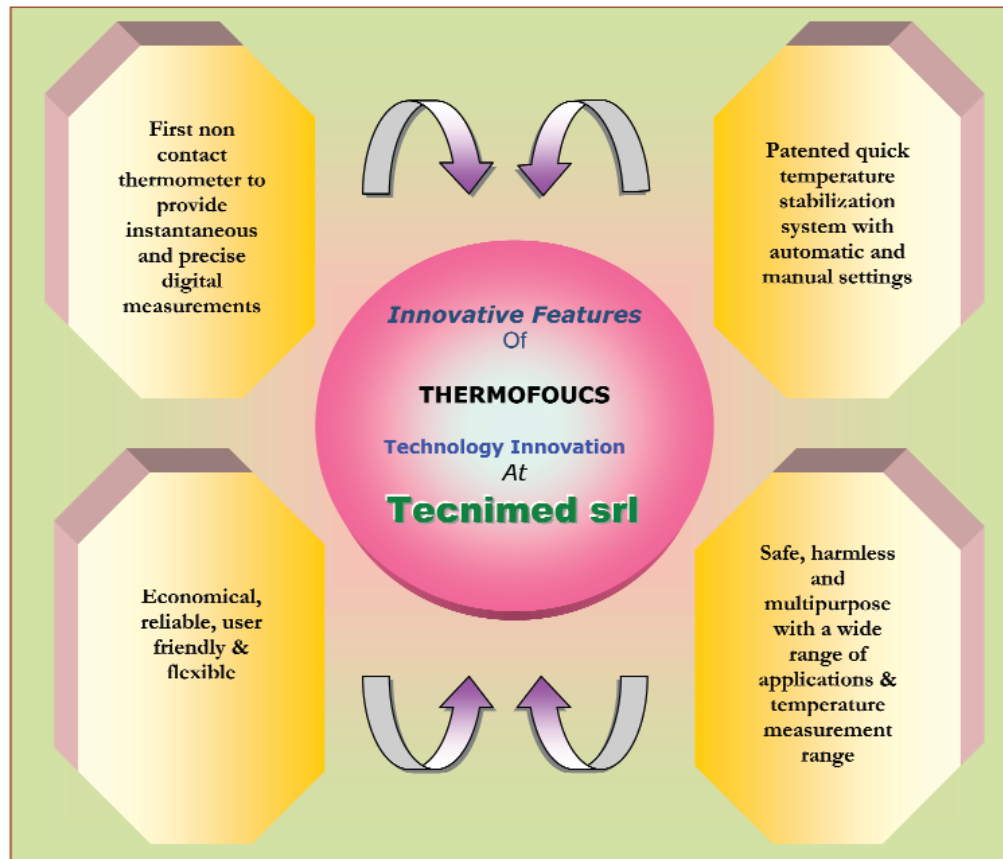 First non
contact
thermometer to
provide
instantaneous
and precise
digital
measurements
Patented quick
temperature
stabilization
system with
automatic and
manual settings
Innovative Features
Of
THERMOFOUCS
Technology Innovation
At
Tecnimed srl
Economical,
reliable, user
friendly &
flexible
Safe, harmless
and
multipurpose
with a wide
range of
applications &
temperature
measurement
range